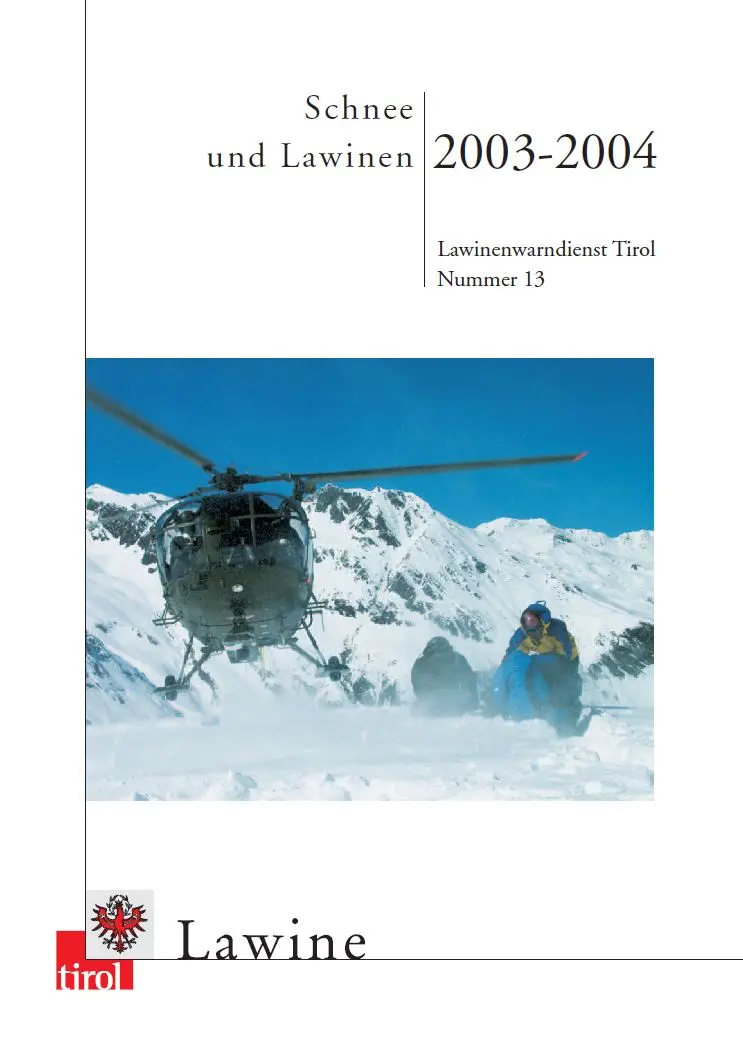 Schnee
und Lawinen
2003-2004
Lawinenwarndienst Tirol
Nummer 13
Lawine
tirol